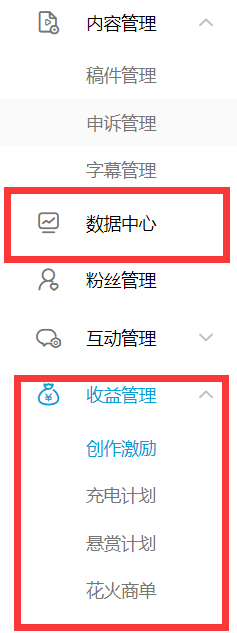 内容管理
稿件管理
申诉管理
字幕管理
数据中心
粉丝管理
互动管理
收益管理
创作激励
充电计划
悬赏计划
花火商单